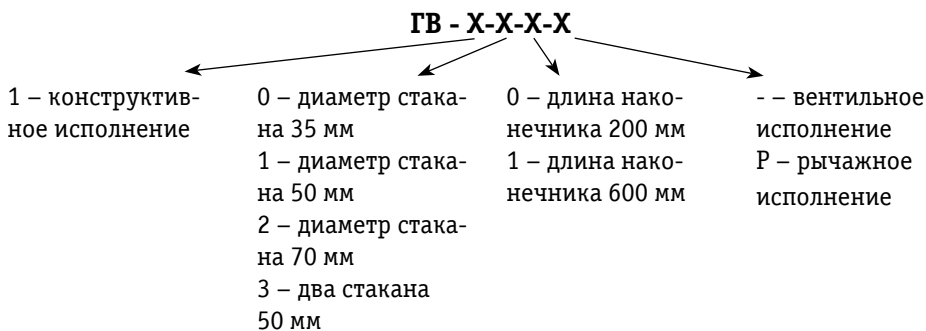 ГВ - Х-Х-Х-Х
1 – конструктив-
ное исполнение
0 – диаметр стака-
на 35 мм
1 – диаметр стака-
на 50 мм
2 – диаметр стака-
на 70 мм
3 – два стакана
50 мм
0 – длина нако-
нечника 200 мм
1 – длина нако-
нечника 600 мм
- – вентильное
исполнение
Р – рычажное
исполнение